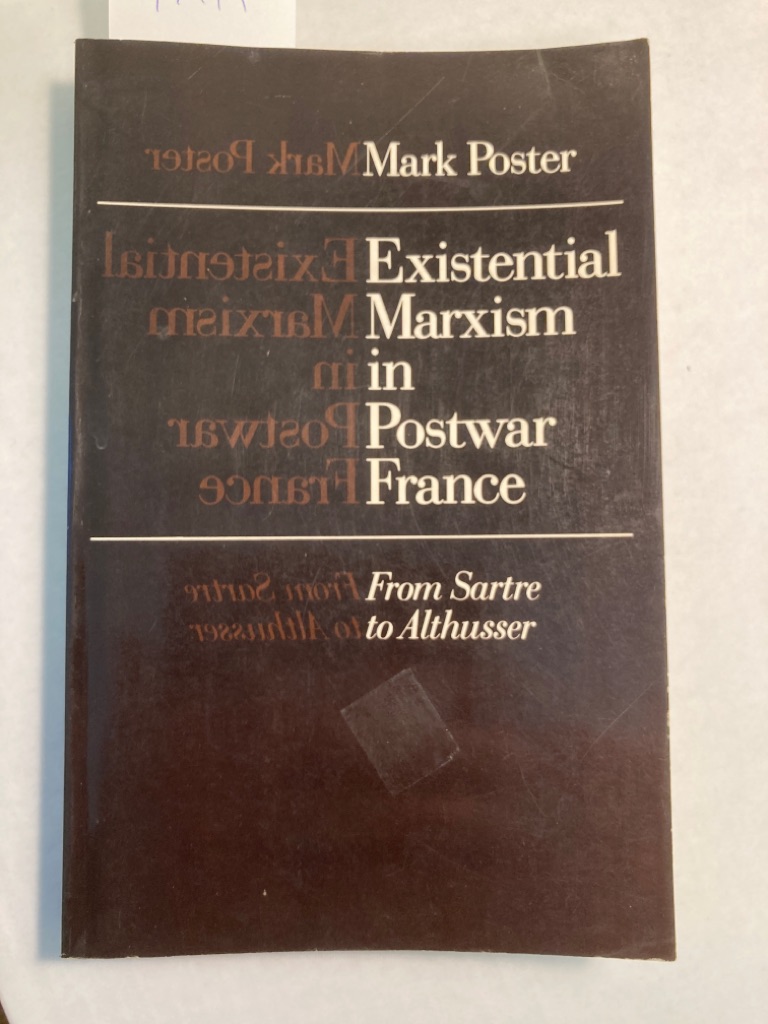 Mark Poster
Existential
Marxism
in
Postwar
France
From Sartre
to Althusser